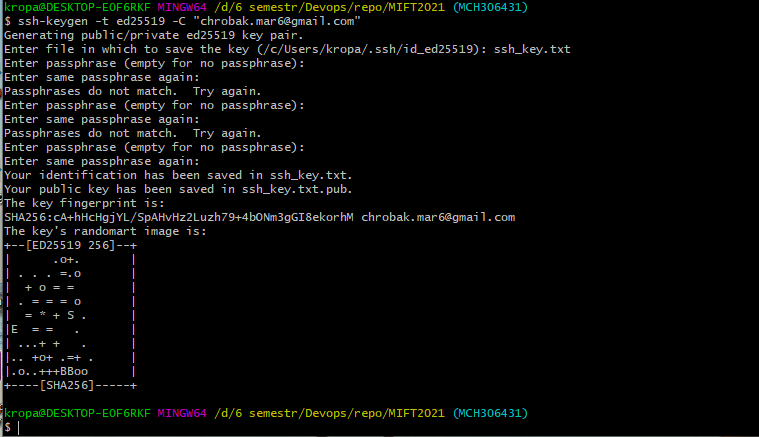 kropa@DESKTOP-E0F6RKF MINGW64 /d/6 semestr/Devops/repo/MIFT2021 (MCH306431)
$ ssh-keygen -t ed25519 -C "chrobak.mar6@gmail.com"
Generating public/private ed25519 key pair.
Enter file in which to save the key (/c/Users/kropa/.ssh/id_ed25519): ssh_key.txt
Enter passphrase (empty for no passphrase):
Enter same passphrase again:
Passphrases do not match.  Try again.
Enter passphrase (empty for no passphrase):
Enter same passphrase again:
Passphrases do not match.  Try again.
Enter passphrase (empty for no passphrase):
Enter same passphrase again:
Your identification has been saved in ssh_key.txt.
Your public key has been saved in ssh_key.txt.pub.
The key fingerprint is:
SHA256:cA+hHcHgjYL/SpAHvHz2Luzh79+4bONm3gGI8ekorhM chrobak.mar6@gmail.com
The key's randomart image is:
+--[ED25519 256]--+
|      .o+.       |
| . . . =.o       |
|  + o = =        |
| . = = = o       |
|  = * + S .      |
|E  = =   .       |
| ...+ +   .      |
|.. +o+ .=+ .     |
|.o..+++BBoo      |
+----[SHA256]-----+
kropa@DESKTOP-E0F6RKF MINGW64 /d/6 semestr/Devops/repo/MIFT2021 (MCH306431)
$